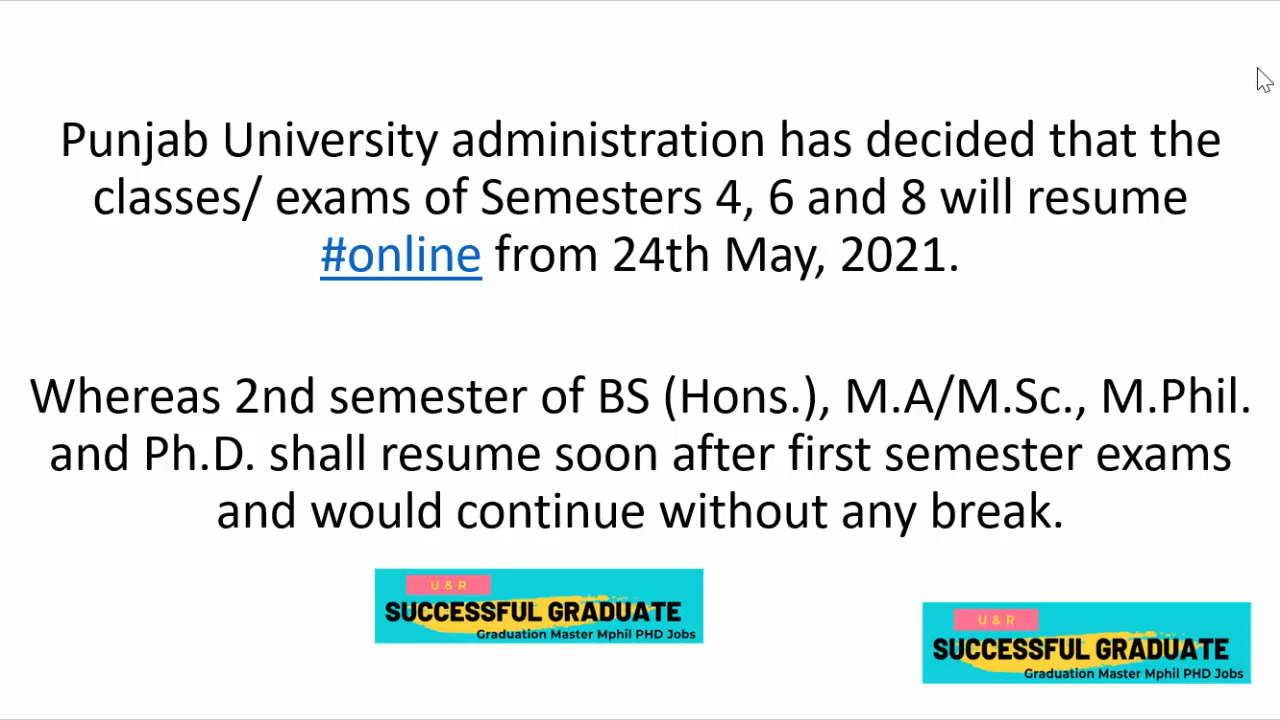 Punjab University administration has decided that the
classes/ exams of Semesters 4, 6 and 8 will resume
#online from 24th May, 2021.
Whereas 2nd semester of BS (Hons.), M.A/M.Sc., M.Phil.
and Ph.D. shall resume soon after first semester exams
and would continue without any break.
U & R
SUCCESSFUL GRADUATE
Graduation Master Mphil PHD Jobs
U & R
SUCCESSFUL GRADUATE
Graduation Master Mphil PHD Jobs